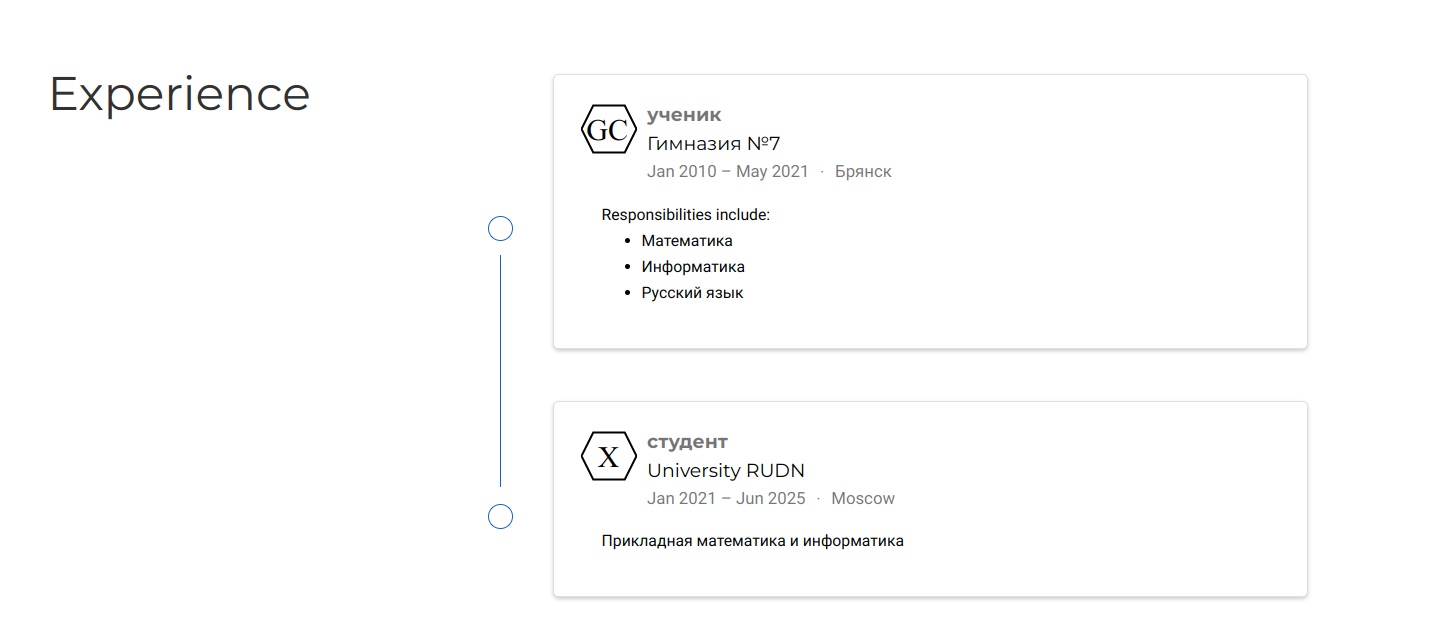 Experience
GC
ученик
Гимназия №7
Jan 2010 – May 2021 · Брянск
Responsibilities include:
• Математика
• Информатика
• Русский язык
X
студент
University RUDN
Jan 2021 – Jun 2025 · Moscow
Прикладная математика и информатика